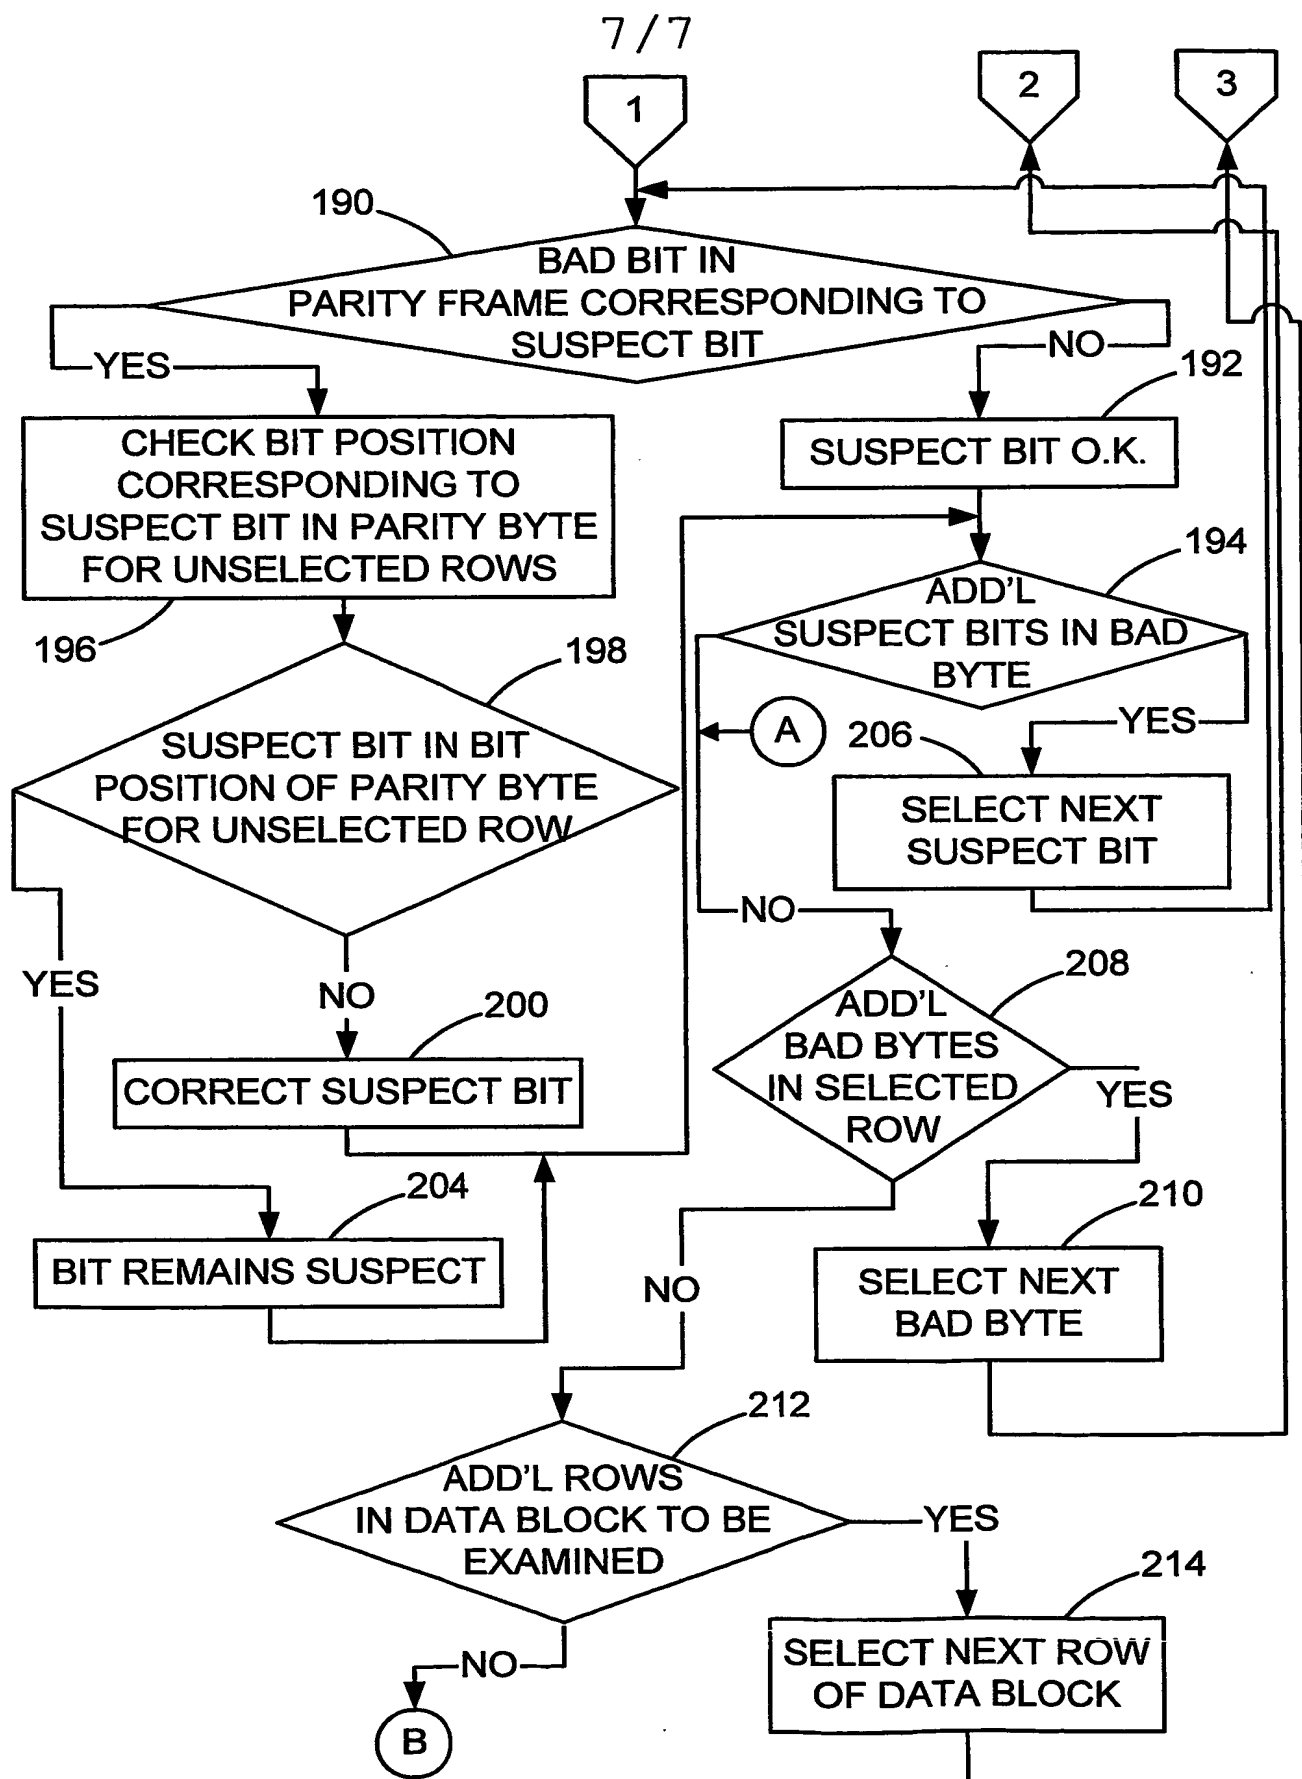 7/7
1
2
3
190
BAD BIT IN
PARITY FRAME CORRESPONDING TO
SUSPECT BIT
YES
NO
192
CHECK BIT POSITION
CORRESPONDING TO
SUSPECT BIT IN PARITY BYTE
FOR UNSELECTED ROWS
SUSPECT BIT O.K.
194
ADD'L
SUSPECT BITS IN BAD
BYTE
196
198
SUSPECT BIT IN BIT
POSITION OF PARITY BYTE
FOR UNSELECTED ROW
A
YES
206
SELECT NEXT
SUSPECT BIT
NO
YES
NO
208
ADD'L
BAD BYTES
IN SELECTED
ROW
200
CORRECT SUSPECT BIT
YES
204
BIT REMAINS SUSPECT
210
SELECT NEXT
BAD BYTE
NO
212
ADD'L ROWS
IN DATA BLOCK TO BE
EXAMINED
YES
214
SELECT NEXT ROW
OF DATA BLOCK
NO
B